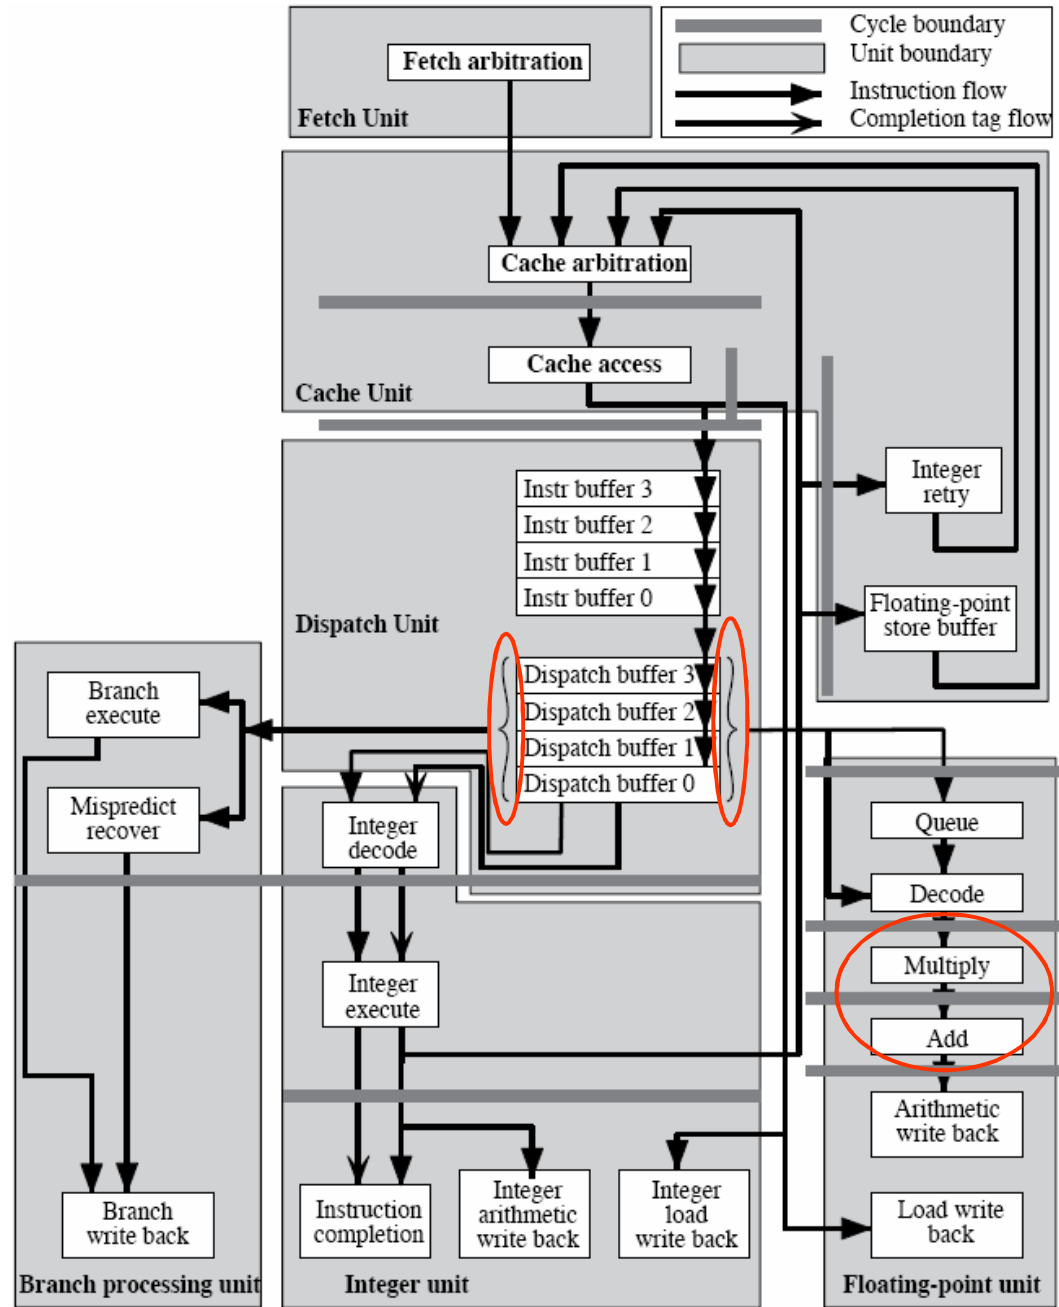 Cycle boundary
Unit boundary
Instruction flow
Completion tag flow
Fetch arbitration
Fetch Unit
Cache arbitration
Cache access
Cache Unit
Integer
retry
Floating-point
store buffer
Instr buffer 3
Instr buffer 2
Instr buffer 1
Instr buffer 0
Dispatch Unit
Dispatch buffer 3
Dispatch buffer 2
Dispatch buffer 1
Dispatch buffer 0
Branch
execute
Mispredict
recover
Integer
decode
Queue
Decode
Integer
execute
Multiply
Add
Arithmetic
write back
Branch
write back
Instruction
completion
Integer
arithmetic
write back
Integer
load
write back
Load write
back
Branch processing unit
Integer unit
Floating-point unit